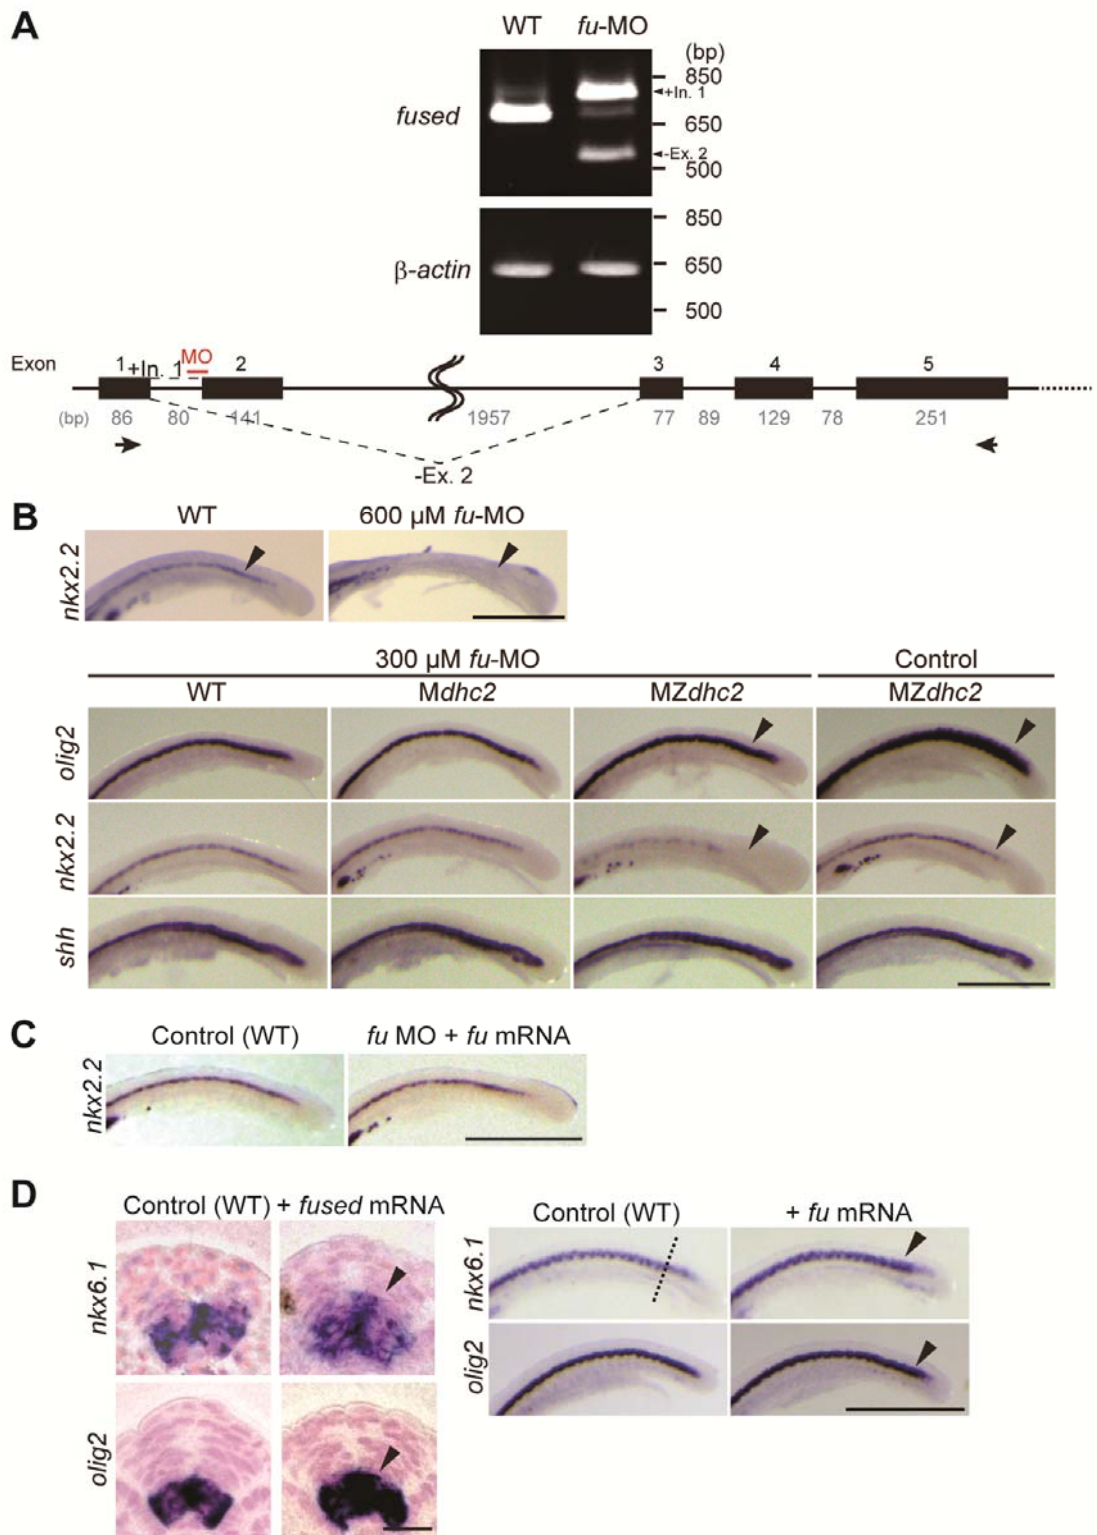 A
WT fu-MO
(bp)
850
+In. 1
fused
650
-Ex. 2
500
850
β-actin
650
500
Exon 1 +In. 1 MO 2 3 4 5
(bp) 86 80 141 1957 77 89 129 78 251
-Ex. 2
B
WT 600 µM fu-MO
nkx2.2
300 µM fu-MO Control
WT Mdhc2 MZdhc2 MZdhc2
olig2
nkx2.2
shh
C
Control (WT) fu MO + fu mRNA
nkx2.2
D
Control (WT) + fused mRNA
nkx6.1
olig2
Control (WT) + fu mRNA
nkx6.1
olig2